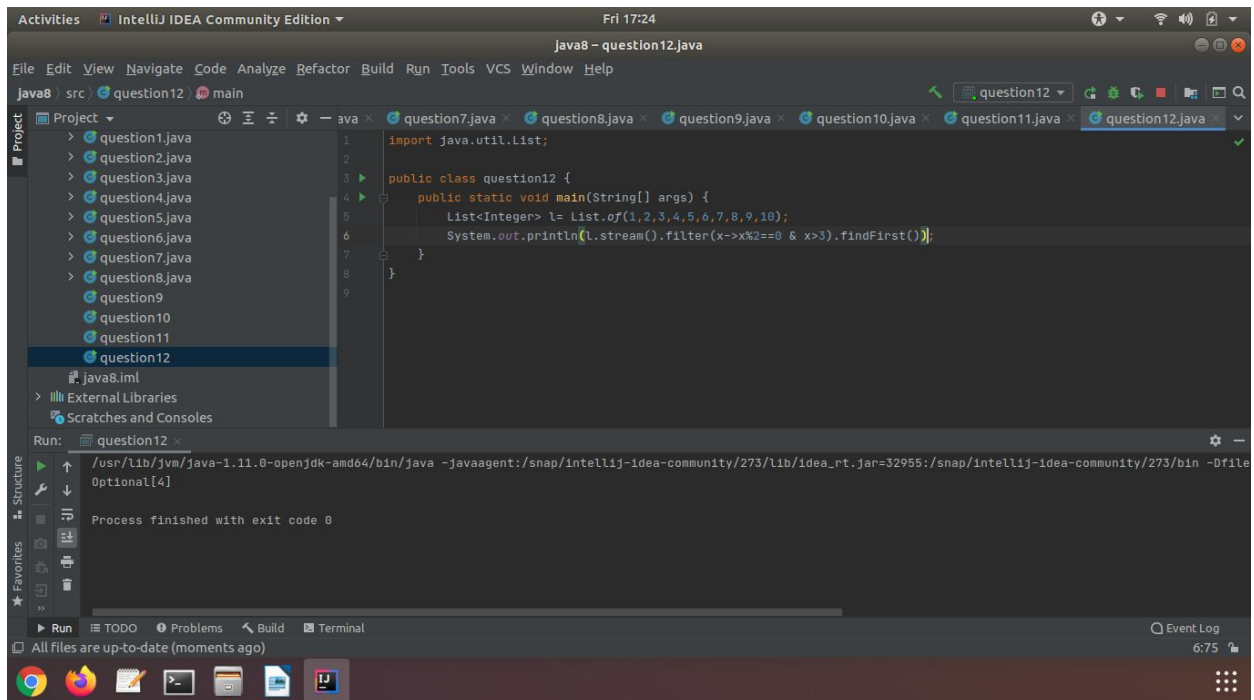 Activities IntelliJ IDEA Community Edition Fri 17:24
java8 – question12.java
File Edit View Navigate Code Analyze Refactor Build Run Tools VCS Window Help
java8 src question12 main question12
Project ava question7.java question8.java question9.java question10.java question11.java question12.java
Project
question1.java
question2.java
question3.java
question4.java
question5.java
question6.java
question7.java
question8.java
question9
question10
question11
question12
java8.iml
External Libraries
Scratches and Consoles
1 import java.util.List;
2
3 public class question12 {
4 public static void main(String[] args) {
5 List<Integer> l= List.of(1,2,3,4,5,6,7,8,9,10);
6 System.out.println(l.stream().filter(x->x%2==0 & x>3).findFirst());
7 }
8 }
9
Run: question12
/usr/lib/jvm/java-1.11.0-openjdk-amd64/bin/java -javaagent:/snap/intellij-idea-community/273/lib/idea_rt.jar=32955:/snap/intellij-idea-community/273/bin -Dfile
Optional[4]
Process finished with exit code 0
Structure
Favorites
Run TODO Problems Build Terminal Event Log
All files are up-to-date (moments ago) 6:75